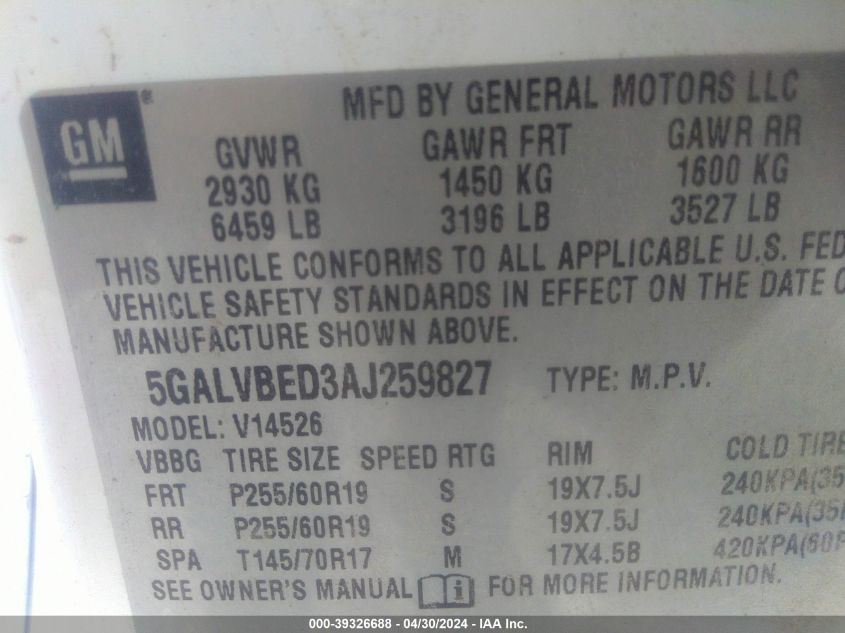 MFD BY GENERAL MOTORS LLC
GM®
GVWR GAWR FRT GAWR RR
2930 KG 1450 KG 1600 KG
6459 LB 3196 LB 3527 LB
THIS VEHICLE CONFORMS TO ALL APPLICABLE U.S. FED
VEHICLE SAFETY STANDARDS IN EFFECT ON THE DATE O
MANUFACTURE SHOWN ABOVE.
5GALVBED3AJ259827 TYPE: M.P.V.
MODEL: V14526
VBBG TIRE SIZE SPEED RTG RIM COLD TIRE
FRT P255/60R19 S 19X7.5J 240KPA(35
RR P255/60R19 S 19X7.5J 240KPA(35
SPA T145/70R17 M 17X4.5B 420KPA(60
SEE OWNER'S MANUAL i FOR MORE INFORMATION.
000-39326688 - 04/30/2024 - IAA Inc.